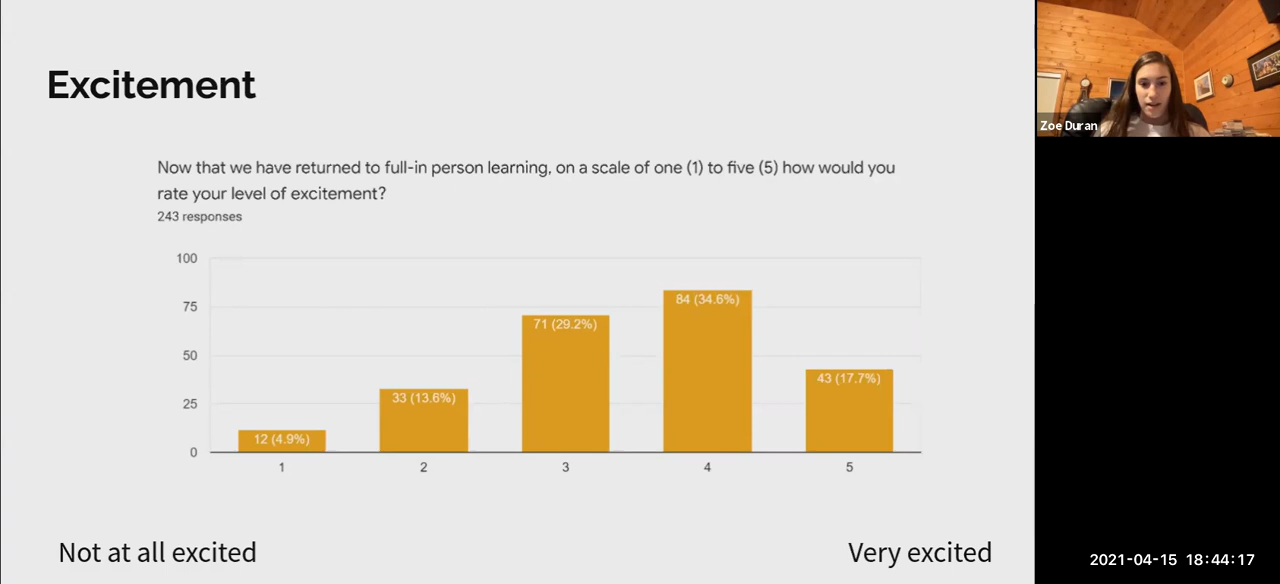 Excitement
Now that we have returned to full-in person learning, on a scale of one (1) to five (5) how would you
rate your level of excitement?
243 responses
100
75
50
25
0
12 (4.9%)
33 (13.6%)
71 (29.2%)
84 (34.6%)
43 (17.7%)
1
2
3
4
5
Not at all excited
Very excited
Zoe Duran
2021-04-15 18:44:17